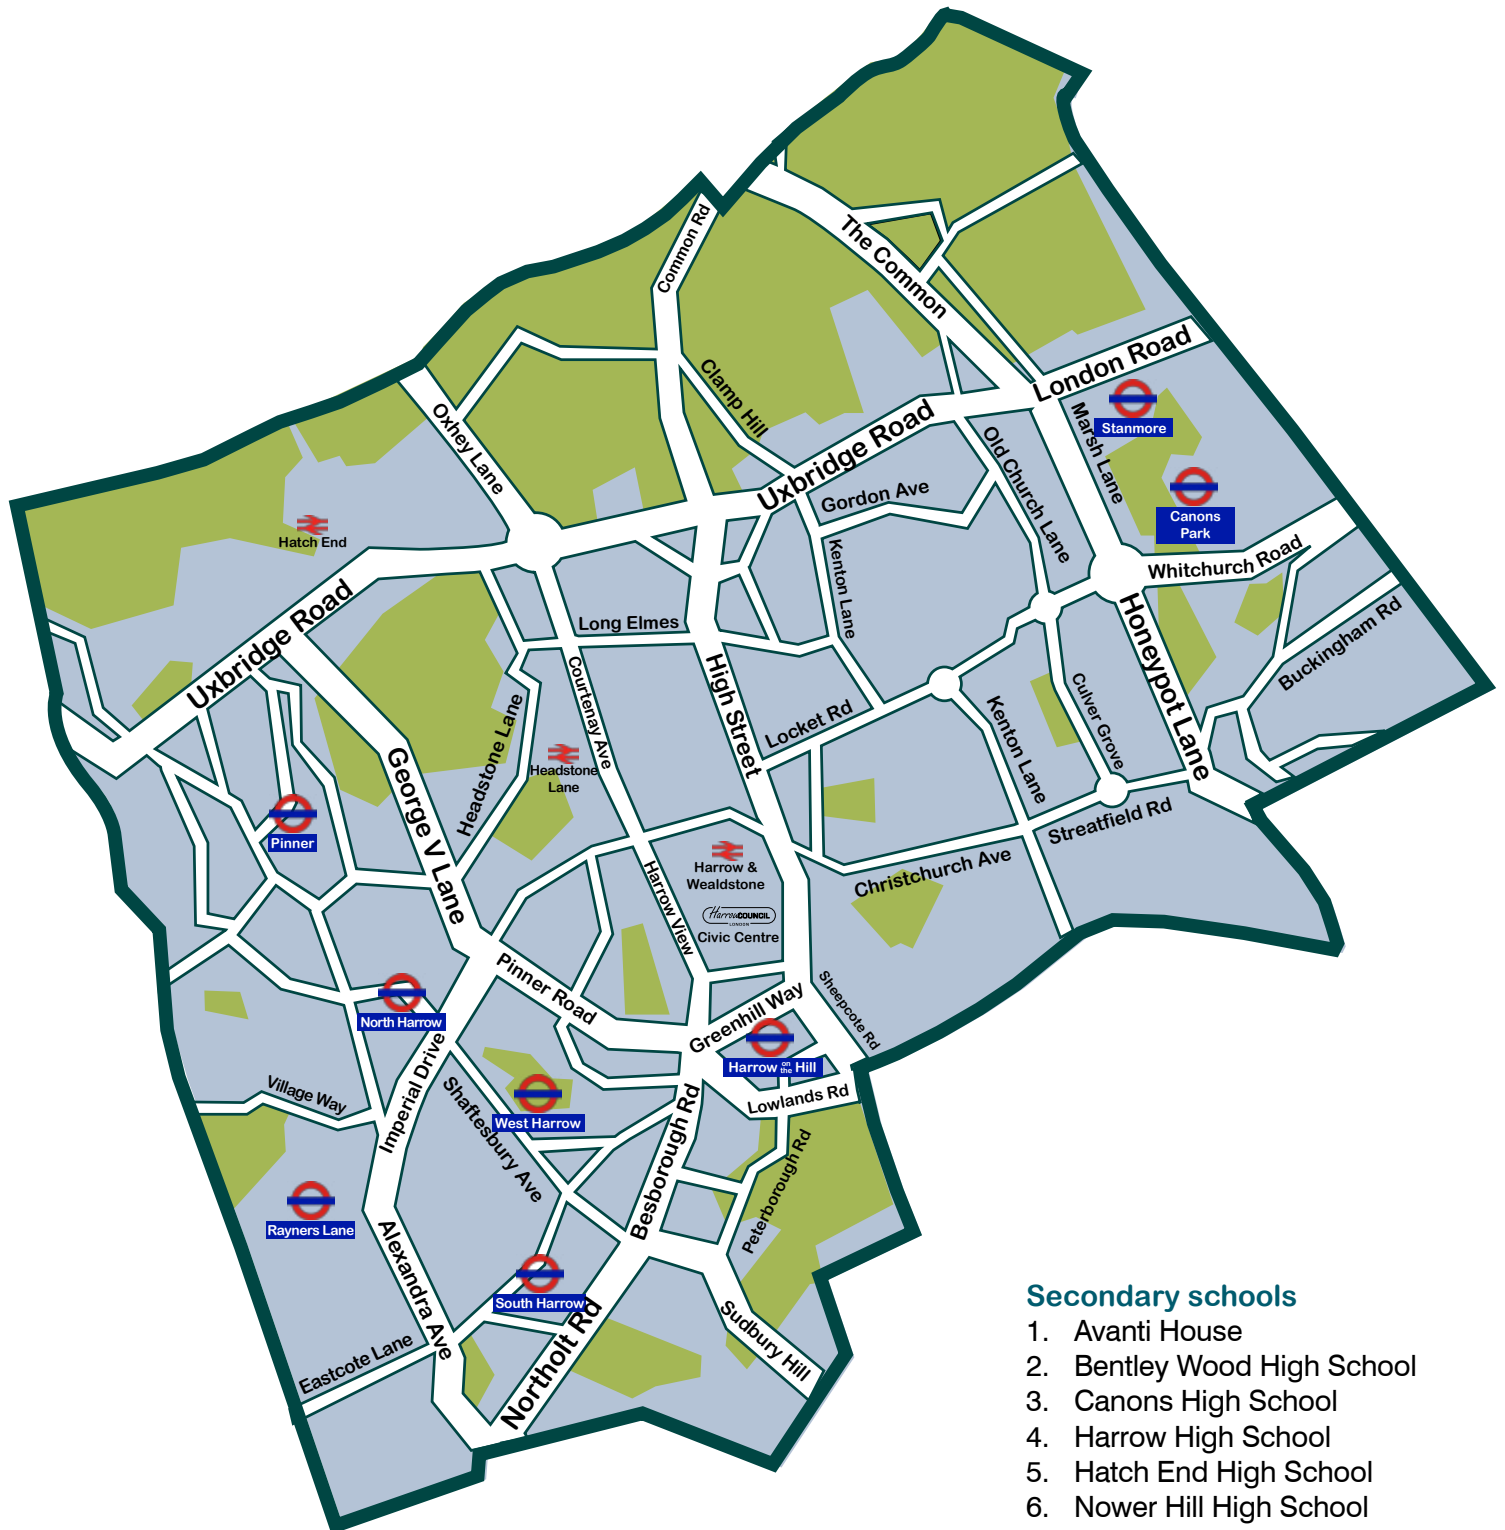 Common Rd
The Common
London Road
Clamp Hill
Oxhey Lane
Marsh Lane
Stanmore
Uxbridge Road
Old Church Lane
Gordon Ave
Canons
Park
Hatch End
Kenton Lane
Whitchurch Road
Uxbridge Road
Long Elmes
Honeypot Lane
Buckingham Rd
Courtenay Ave
High Street
Headstone Lane
Locket Rd
Kenton Lane
Culver Grove
George V Lane
Headstone
Lane
Pinner
Streatfield Rd
Harrow &
Wealdstone
Christchurch Ave
Harrow View
HarrowCOUNCIL
LONDON
Civic Centre
Pinner Road
Sheepcote Rd
North Harrow
Greenhill Way
Harrow on the Hill
Imperial Drive
Village Way
Shaftesbury Ave
West Harrow
Lowlands Rd
Besborough Rd
Peterborough Rd
Rayners Lane
Alexandra Ave
South Harrow
Sudbury Hill
Northolt Rd
Eastcote Lane
Secondary schools
1. Avanti House
2. Bentley Wood High School
3. Canons High School
4. Harrow High School
5. Hatch End High School
6. Nower Hill High School